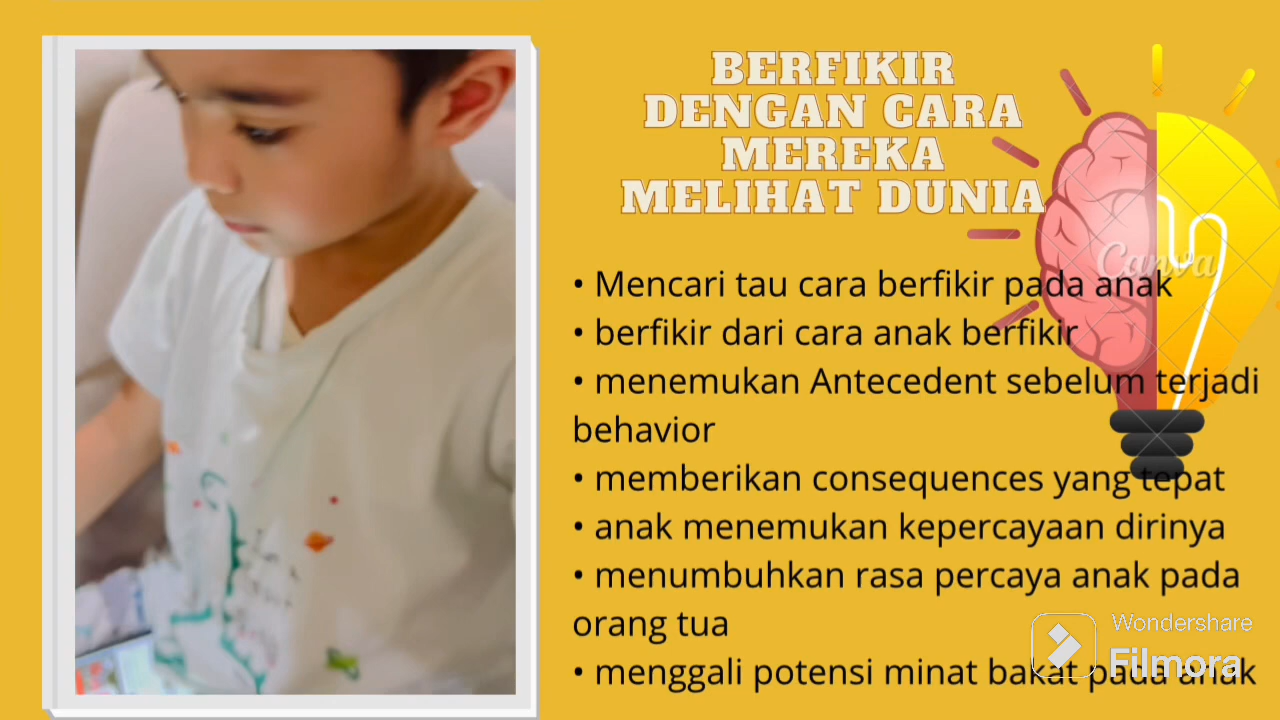 BERFIKIR
DENGAN CARA
MEREKA
MELIHAT DUNIA
Canva
• Mencari tau cara berfikir pada anak
• berfikir dari cara anak berfikir
• menemukan Antecedent sebelum terjadi
behavior
• memberikan consequences yang tepat
• anak menemukan kepercayaan dirinya
• menumbuhkan rasa percaya anak pada
orang tua
• menggali potensi minat bakat pada anak
Wondershare
Filmora